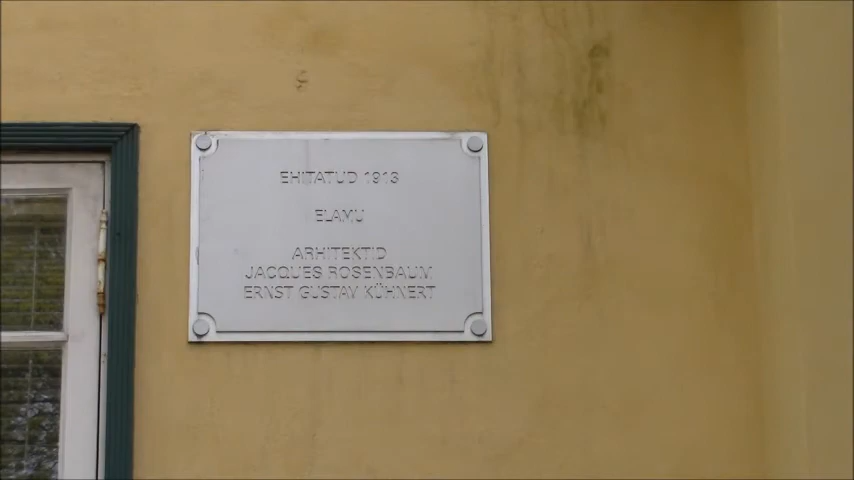 EHITATUD 1913
ELAMU
ARHITEKTID
JACQUES ROSENBAUM
ERNST GUSTAV KÜHNERT